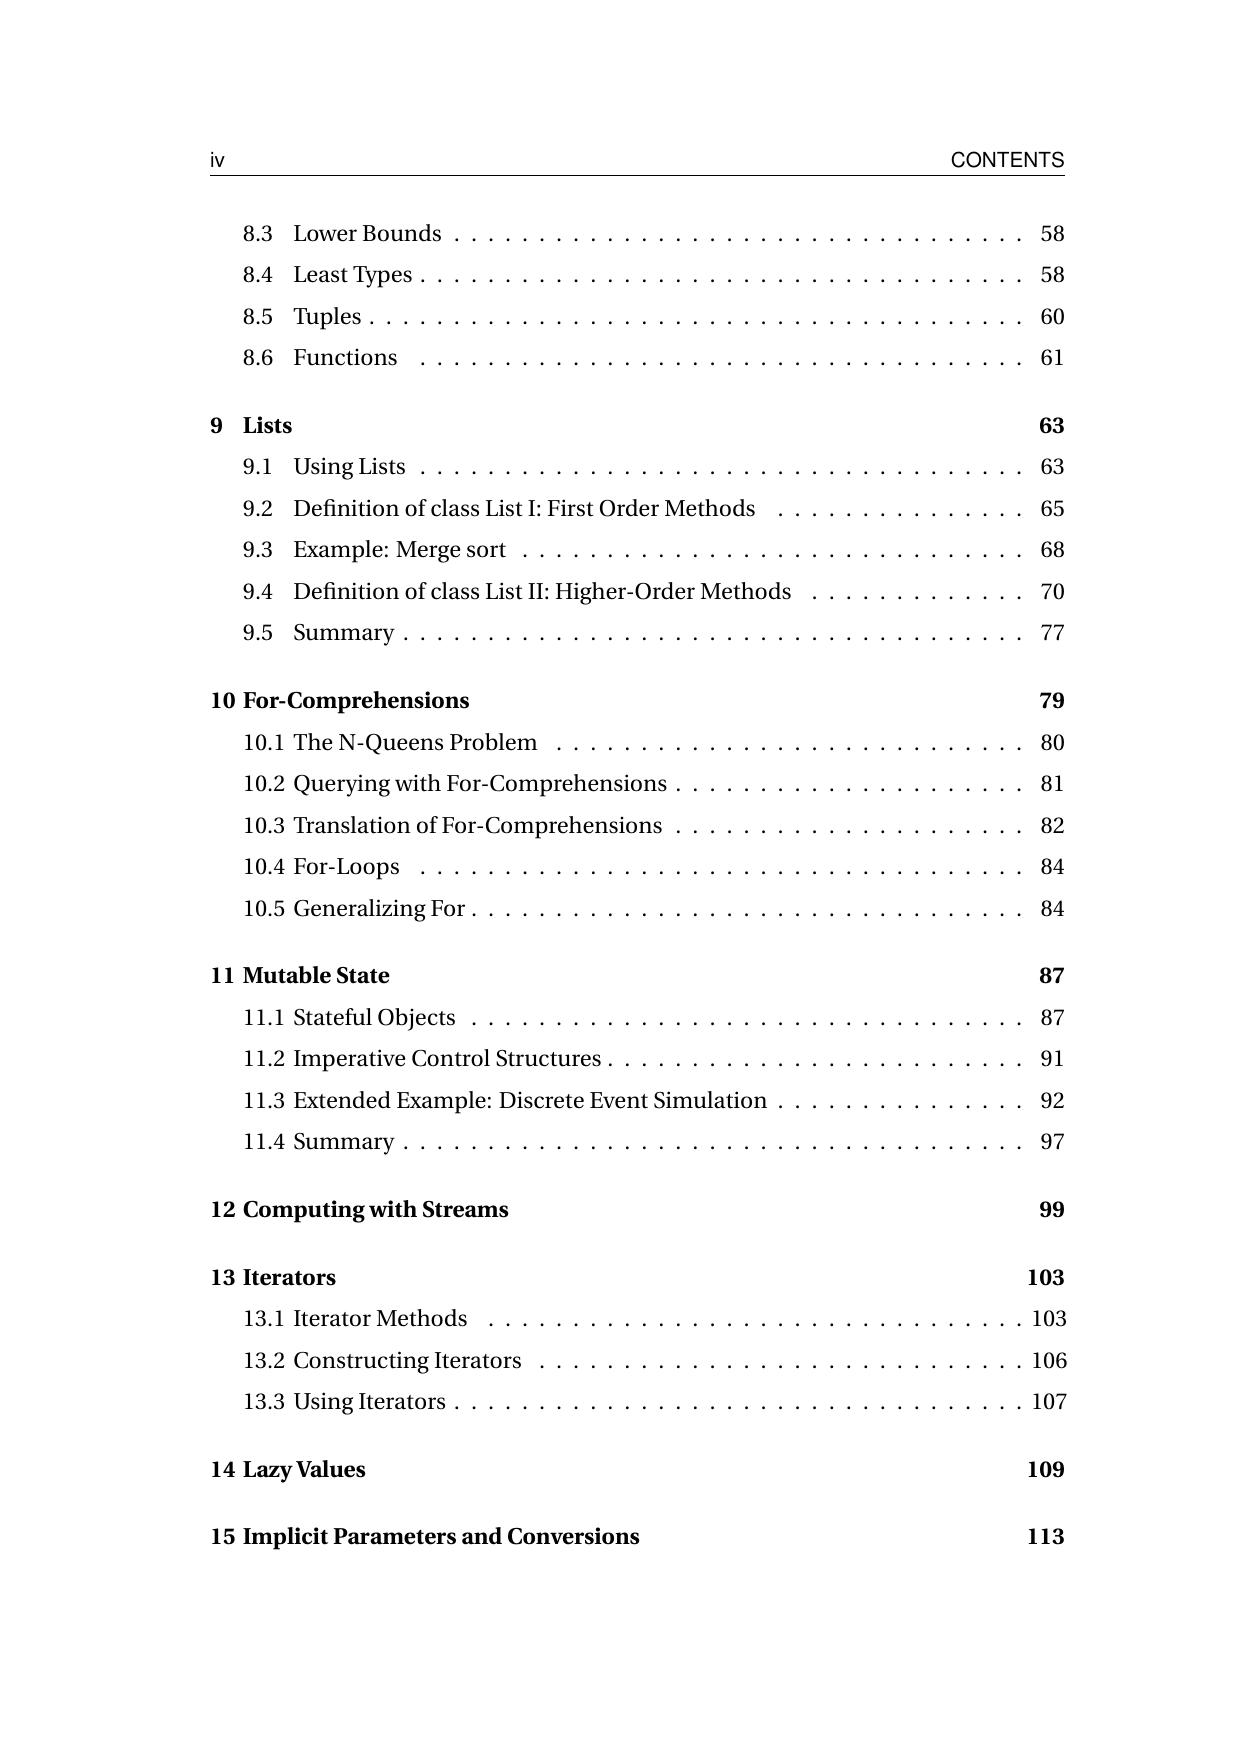 iv CONTENTS
8.3 Lower Bounds . . . . . . . . . . . . . . . . . . . . . . . . . . . . . . . . . . 58
8.4 Least Types . . . . . . . . . . . . . . . . . . . . . . . . . . . . . . . . . . . . 58
8.5 Tuples . . . . . . . . . . . . . . . . . . . . . . . . . . . . . . . . . . . . . . . 60
8.6 Functions . . . . . . . . . . . . . . . . . . . . . . . . . . . . . . . . . . . . 61
9 Lists 63
9.1 Using Lists . . . . . . . . . . . . . . . . . . . . . . . . . . . . . . . . . . . . 63
9.2 Definition of class List I: First Order Methods . . . . . . . . . . . . . . . 65
9.3 Example: Merge sort . . . . . . . . . . . . . . . . . . . . . . . . . . . . . . 68
9.4 Definition of class List II: Higher-Order Methods . . . . . . . . . . . . . 70
9.5 Summary . . . . . . . . . . . . . . . . . . . . . . . . . . . . . . . . . . . . . 77
10 For-Comprehensions 79
10.1 The N-Queens Problem . . . . . . . . . . . . . . . . . . . . . . . . . . . . 80
10.2 Querying with For-Comprehensions . . . . . . . . . . . . . . . . . . . . . 81
10.3 Translation of For-Comprehensions . . . . . . . . . . . . . . . . . . . . . 82
10.4 For-Loops . . . . . . . . . . . . . . . . . . . . . . . . . . . . . . . . . . . . 84
10.5 Generalizing For . . . . . . . . . . . . . . . . . . . . . . . . . . . . . . . . . 84
11 Mutable State 87
11.1 Stateful Objects . . . . . . . . . . . . . . . . . . . . . . . . . . . . . . . . . 87
11.2 Imperative Control Structures . . . . . . . . . . . . . . . . . . . . . . . . . 91
11.3 Extended Example: Discrete Event Simulation . . . . . . . . . . . . . . . 92
11.4 Summary . . . . . . . . . . . . . . . . . . . . . . . . . . . . . . . . . . . . . 97
12 Computing with Streams 99
13 Iterators 103
13.1 Iterator Methods . . . . . . . . . . . . . . . . . . . . . . . . . . . . . . . . 103
13.2 Constructing Iterators . . . . . . . . . . . . . . . . . . . . . . . . . . . . . 106
13.3 Using Iterators . . . . . . . . . . . . . . . . . . . . . . . . . . . . . . . . . . 107
14 Lazy Values 109
15 Implicit Parameters and Conversions 113